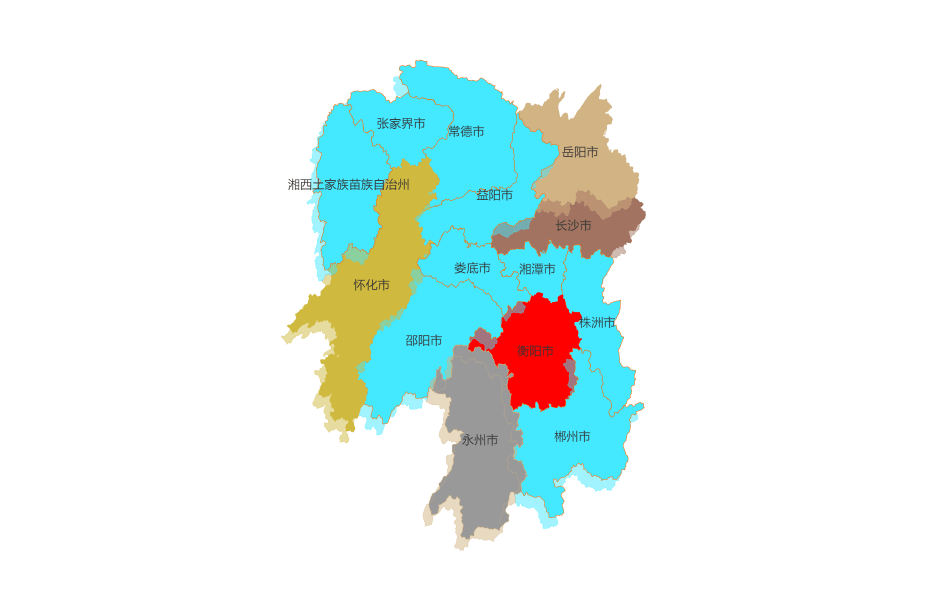 张家界市
常德市
岳阳市
湘西土家族苗族自治州
益阳市
长沙市
娄底市
湘潭市
怀化市
株洲市
邵阳市
衡阳市
郴州市
永州市